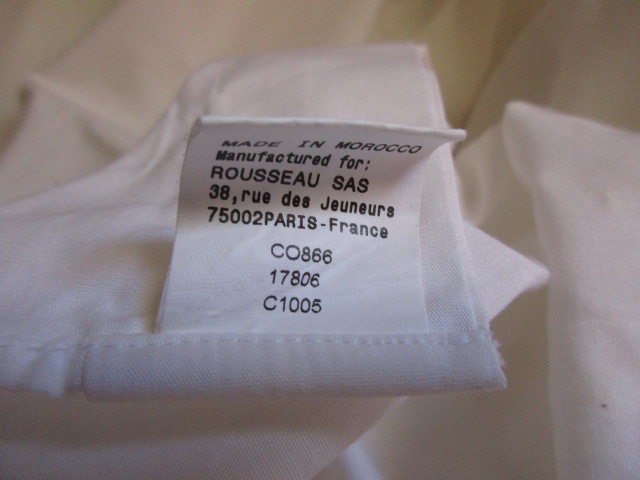 MADE IN MOROCCO
Manufactured for:
ROUSSEAU SAS
38,rue des Jeuneurs
75002PARIS-France
CO866
17806
C1005